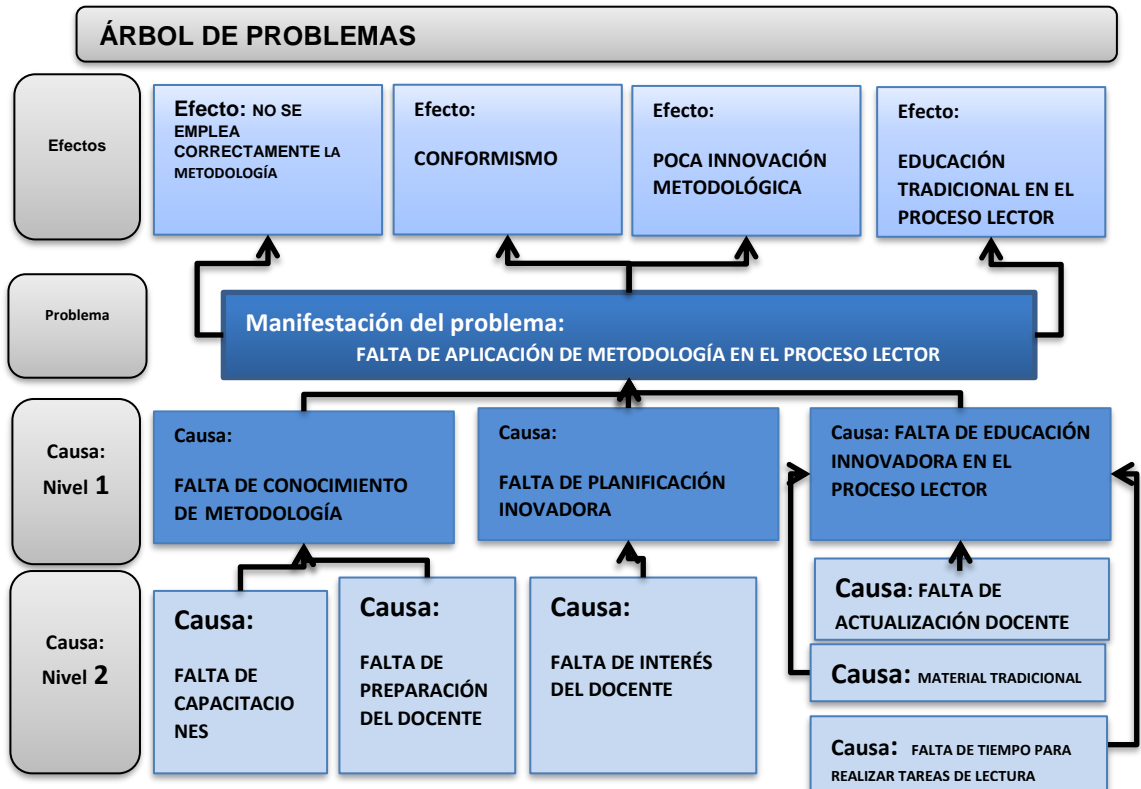 ÁRBOL DE PROBLEMAS
Efectos
Efecto: NO SE
EMPLEA
CORRECTAMENTE LA
METODOLOGÍA
Efecto:
CONFORMISMO
Efecto:
POCA INNOVACIÓN
METODOLÓGICA
Efecto:
EDUCACIÓN
TRADICIONAL EN EL
PROCESO LECTOR
Problema
Manifestación del problema:
FALTA DE APLICACIÓN DE METODOLOGÍA EN EL PROCESO LECTOR
Causa:
Nivel 1
Causa:
FALTA DE CONOCIMIENTO
DE METODOLOGÍA
Causa:
FALTA DE PLANIFICACIÓN
INOVADORA
Causa: FALTA DE EDUCACIÓN
INNOVADORA EN EL
PROCESO LECTOR
Causa:
Nivel 2
Causa:
FALTA DE
CAPACITACIO
NES
Causa:
FALTA DE
PREPARACIÓN
DEL DOCENTE
Causa:
FALTA DE INTERÉS
DEL DOCENTE
Causa: FALTA DE
ACTUALIZACIÓN DOCENTE
Causa: MATERIAL TRADICIONAL
Causa: FALTA DE TIEMPO PARA
REALIZAR TAREAS DE LECTURA